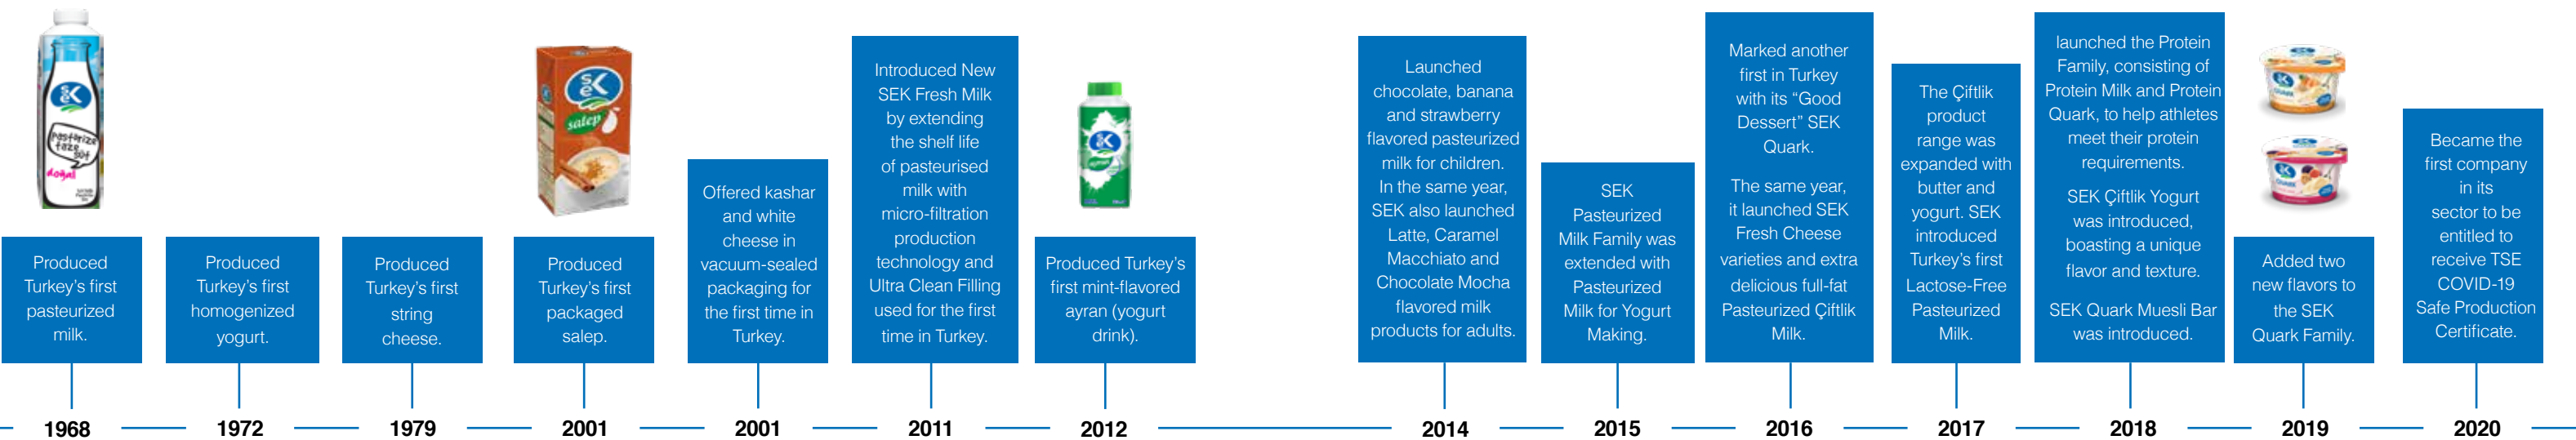 SEK
Pastörize
taze
süt
doğal
Produced
Turkey’s first
pasteurized
milk.
1968
Produced
Turkey’s first
homogenized
yogurt.
1972
Produced
Turkey’s first
string
cheese.
1979
SEK
salep
Produced
Turkey’s first
packaged
salep.
2001
Offered kashar
and white
cheese in
vacuum-sealed
packaging for
the first time in
Turkey.
2001
Introduced New
SEK Fresh Milk
by extending
the shelf life
of pasteurised
milk with
micro-filtration
production
technology and
Ultra Clean Filling
used for the first
time in Turkey.
2011
SEK
Produced Turkey’s
first mint-flavored
ayran (yogurt
drink).
2012
Launched
chocolate, banana
and strawberry
flavored pasteurized
milk for children.
In the same year,
SEK also launched
Latte, Caramel
Macchiato and
Chocolate Mocha
flavored milk
products for adults.
2014
SEK
Pasteurized
Milk Family was
extended with
Pasteurized
Milk for Yogurt
Making.
2015
Marked another
first in Turkey
with its “Good
Dessert” SEK
Quark.
The same year,
it launched SEK
Fresh Cheese
varieties and extra
delicious full-fat
Pasteurized Çiftlik
Milk.
2016
The Çiftlik
product
range was
expanded with
butter and
yogurt. SEK
introduced
Turkey’s first
Lactose-Free
Pasteurized
Milk.
2017
launched the Protein
Family, consisting of
Protein Milk and Protein
Quark, to help athletes
meet their protein
requirements.
SEK Çiftlik Yogurt
was introduced,
boasting a unique
flavor and texture.
SEK Quark Muesli Bar
was introduced.
2018
SEK
QUARK
SEK
QUARK
Added two
new flavors to
the SEK
Quark Family.
2019
Became the
first company
in its
sector to be
entitled to
receive TSE
COVID-19
Safe Production
Certificate.
2020